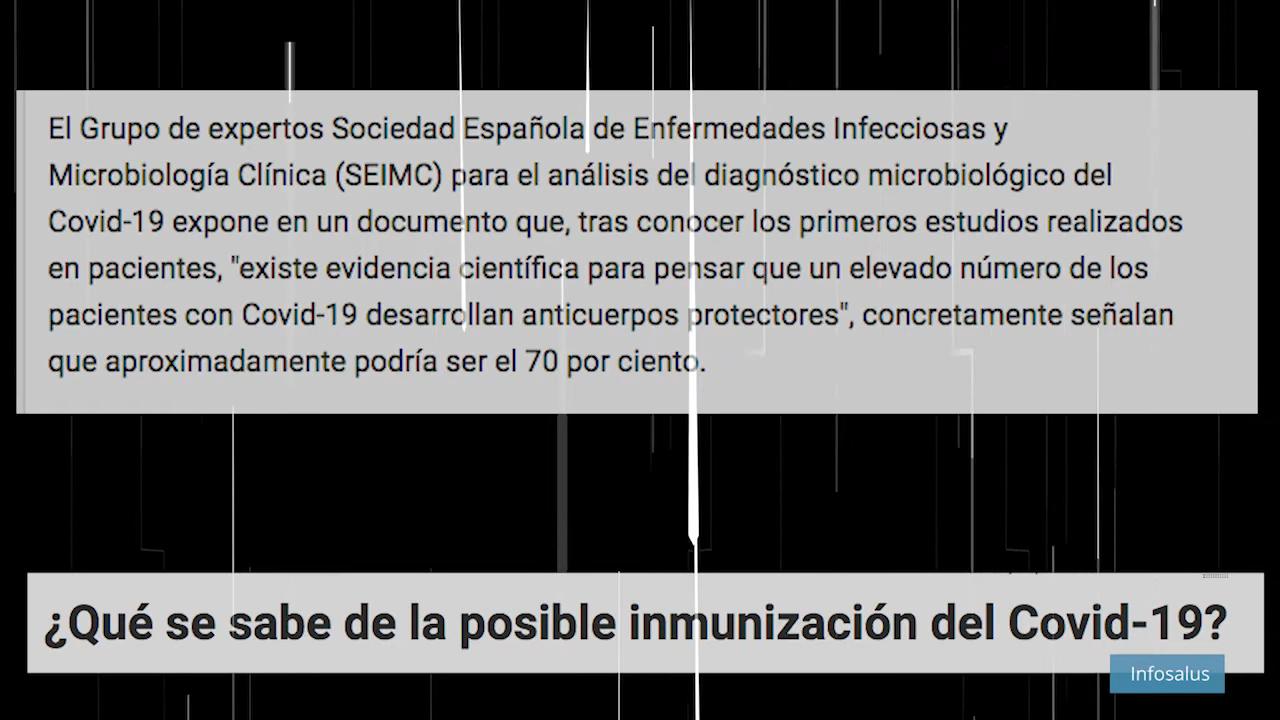 El Grupo de expertos Sociedad Española de Enfermedades Infecciosas y
Microbiología Clínica (SEIMC) para el análisis del diagnóstico microbiológico del
Covid-19 expone en un documento que, tras conocer los primeros estudios realizados
en pacientes, "existe evidencia científica para pensar que un elevado número de los
pacientes con Covid-19 desarrollan anticuerpos protectores", concretamente señalan
que aproximadamente podría ser el 70 por ciento.
¿Qué se sabe de la posible inmunización del Covid-19?
Infosalus